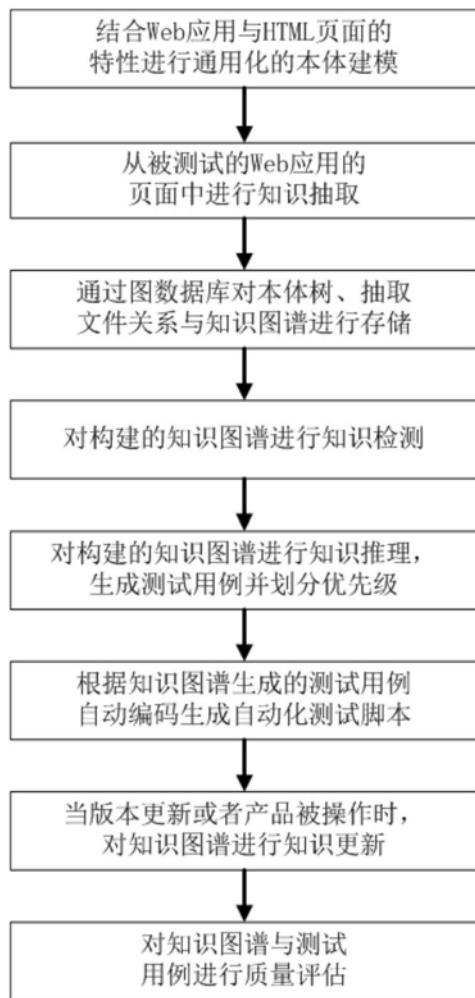 结合Web应用与HTML页面的
特性进行通用化的本体建模
从被测试的Web应用的
页面中进行知识抽取
通过图数据库对本体树、抽取
文件关系与知识图谱进行存储
对构建的知识图谱进行知识检测
对构建的知识图谱进行知识推理，
生成测试用例并划分优先级
根据知识图谱生成的测试用例
自动编码生成自动化测试脚本
当版本更新或者产品被操作时，
对知识图谱进行知识更新
对知识图谱与测试
用例进行质量评估